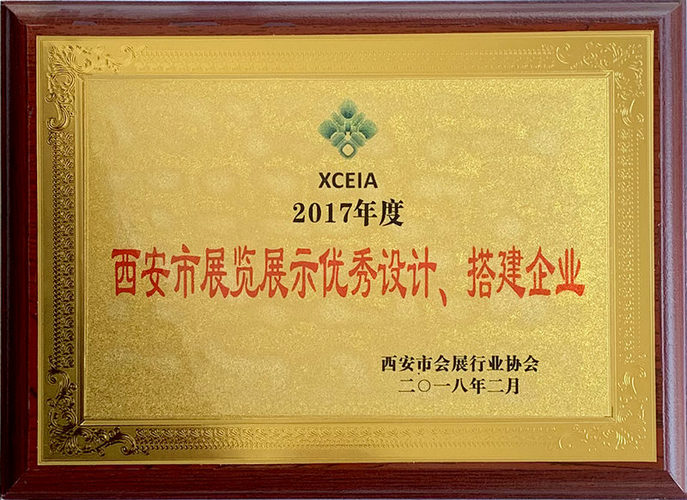 XCEIA
2017年度
西安市展览展示优秀设计、搭建企业
西安市会展行业协会
二〇一八年二月